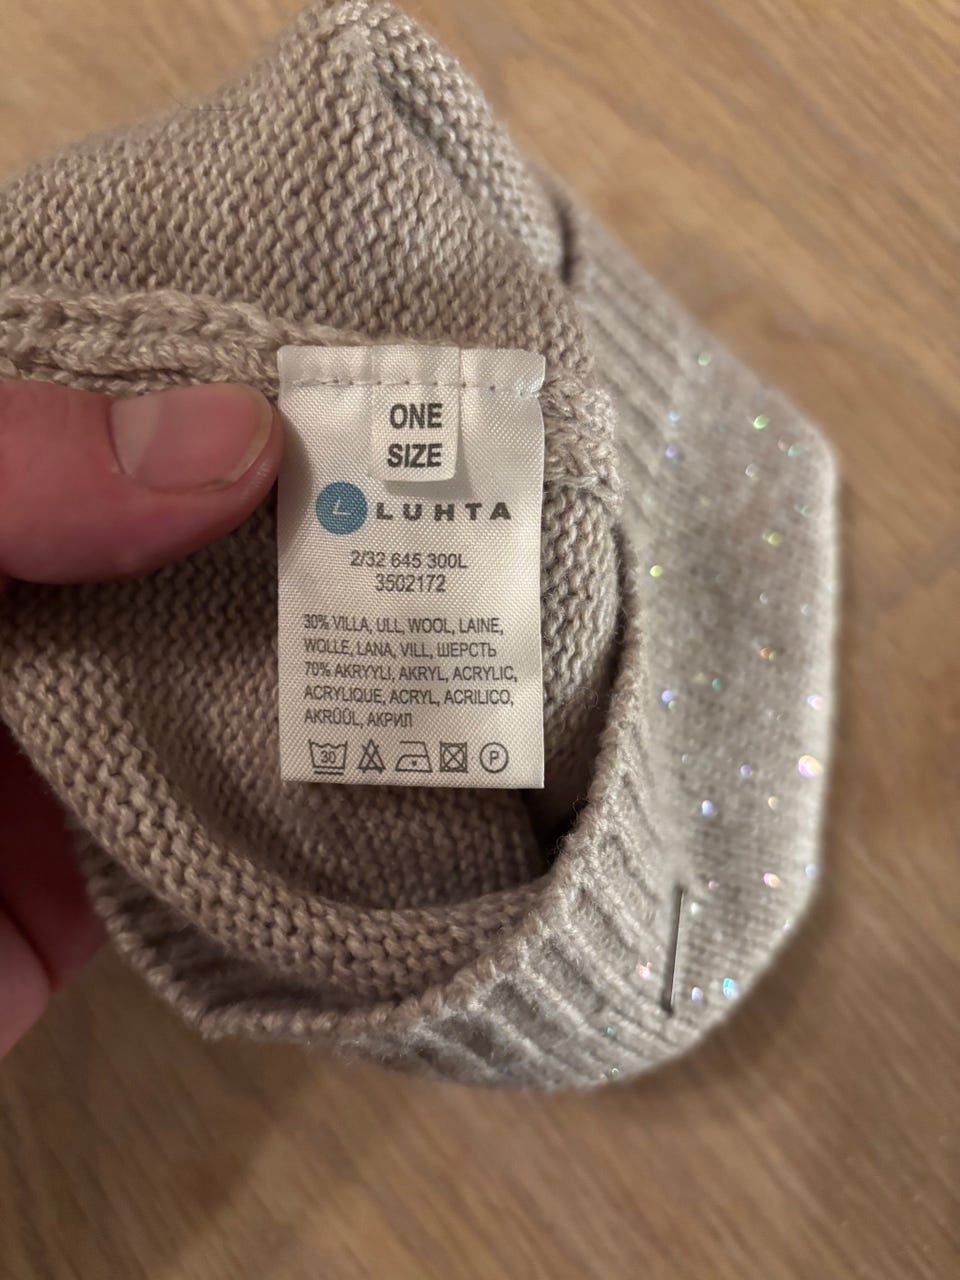 ONE
SIZE
LUHTA
2/32 645 300L
3502172
30% VILLA, ULL, WOOL, LAINE,
WOLLE, LANA, VILL, ШЕРСТЬ
70% AKRYYLI, AKRYL, ACRYLIC,
ACRYLIQUE, ACRYL, ACRILICO,
AKRÜÜL, АКРИЛ
30 P